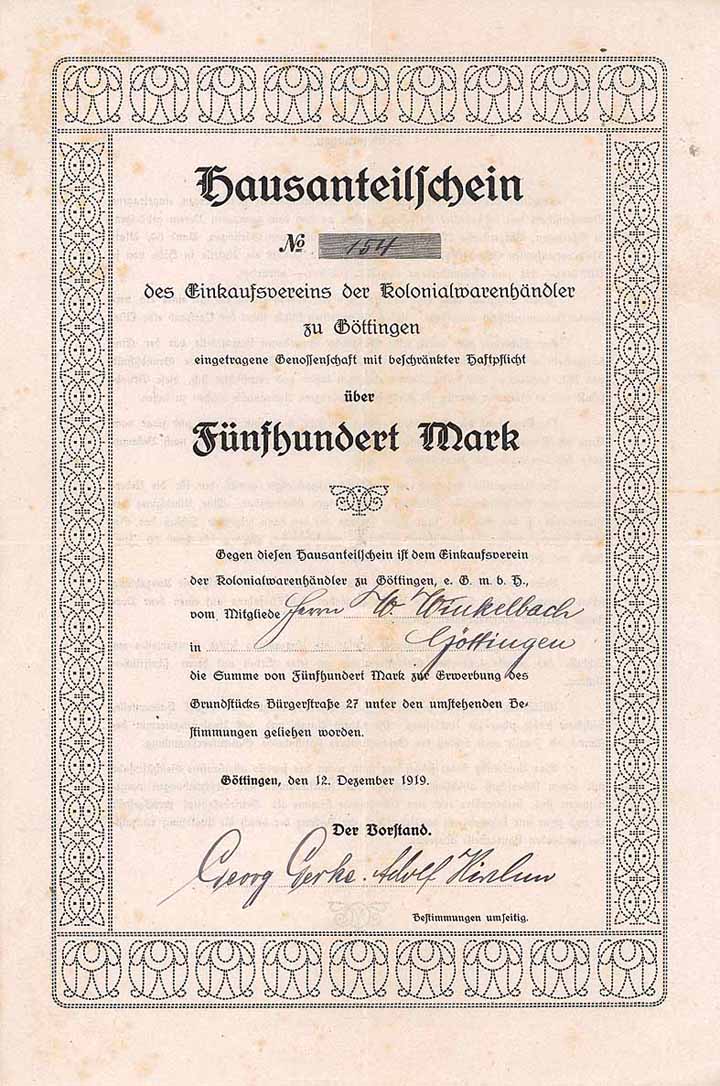 Hausanteilschein
No 154
des Einkaufsvereins der Kolonialwarenhändler
zu Göttingen
eingetragene Genossenschaft mit beschränkter Haftpflicht
über
Fünfhundert Mark
Gegen diesen Hausanteilschein ist dem Einkaufsverein
der Kolonialwarenhändler zu Göttingen, e. G. m. b. H.,
vom Mitgliede Herrn W. Winkelbach
in Göttingen
die Summe von Fünfhundert Mark zur Erwerbung des
Grundstücks Bürgerstraße 27 unter den umstehenden Be-
stimmungen geliehen worden.
Göttingen, den 12. Dezember 1919.
Der Vorstand.
Georg Gerke. Adolf
Bestimmungen umseitig.